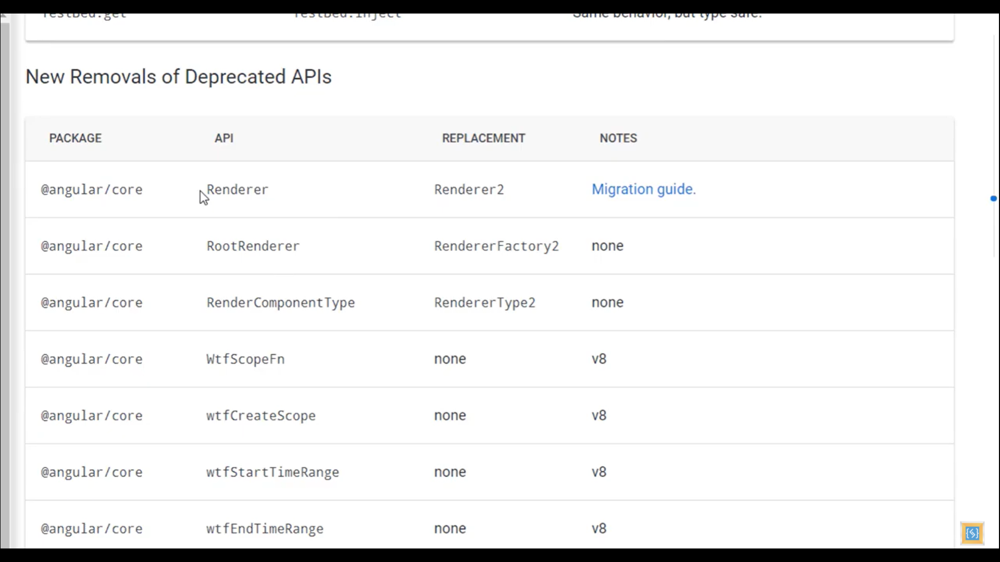 TestBed.get TestBed.inject Same behavior, but type safe.
New Removals of Deprecated APIs
PACKAGE API REPLACEMENT NOTES
@angular/core Renderer Renderer2 Migration guide.
@angular/core RootRenderer RendererFactory2 none
@angular/core RenderComponentType RendererType2 none
@angular/core WtfScopeFn none v8
@angular/core wtfCreateScope none v8
@angular/core wtfStartTimeRange none v8
@angular/core wtfEndTimeRange none v8